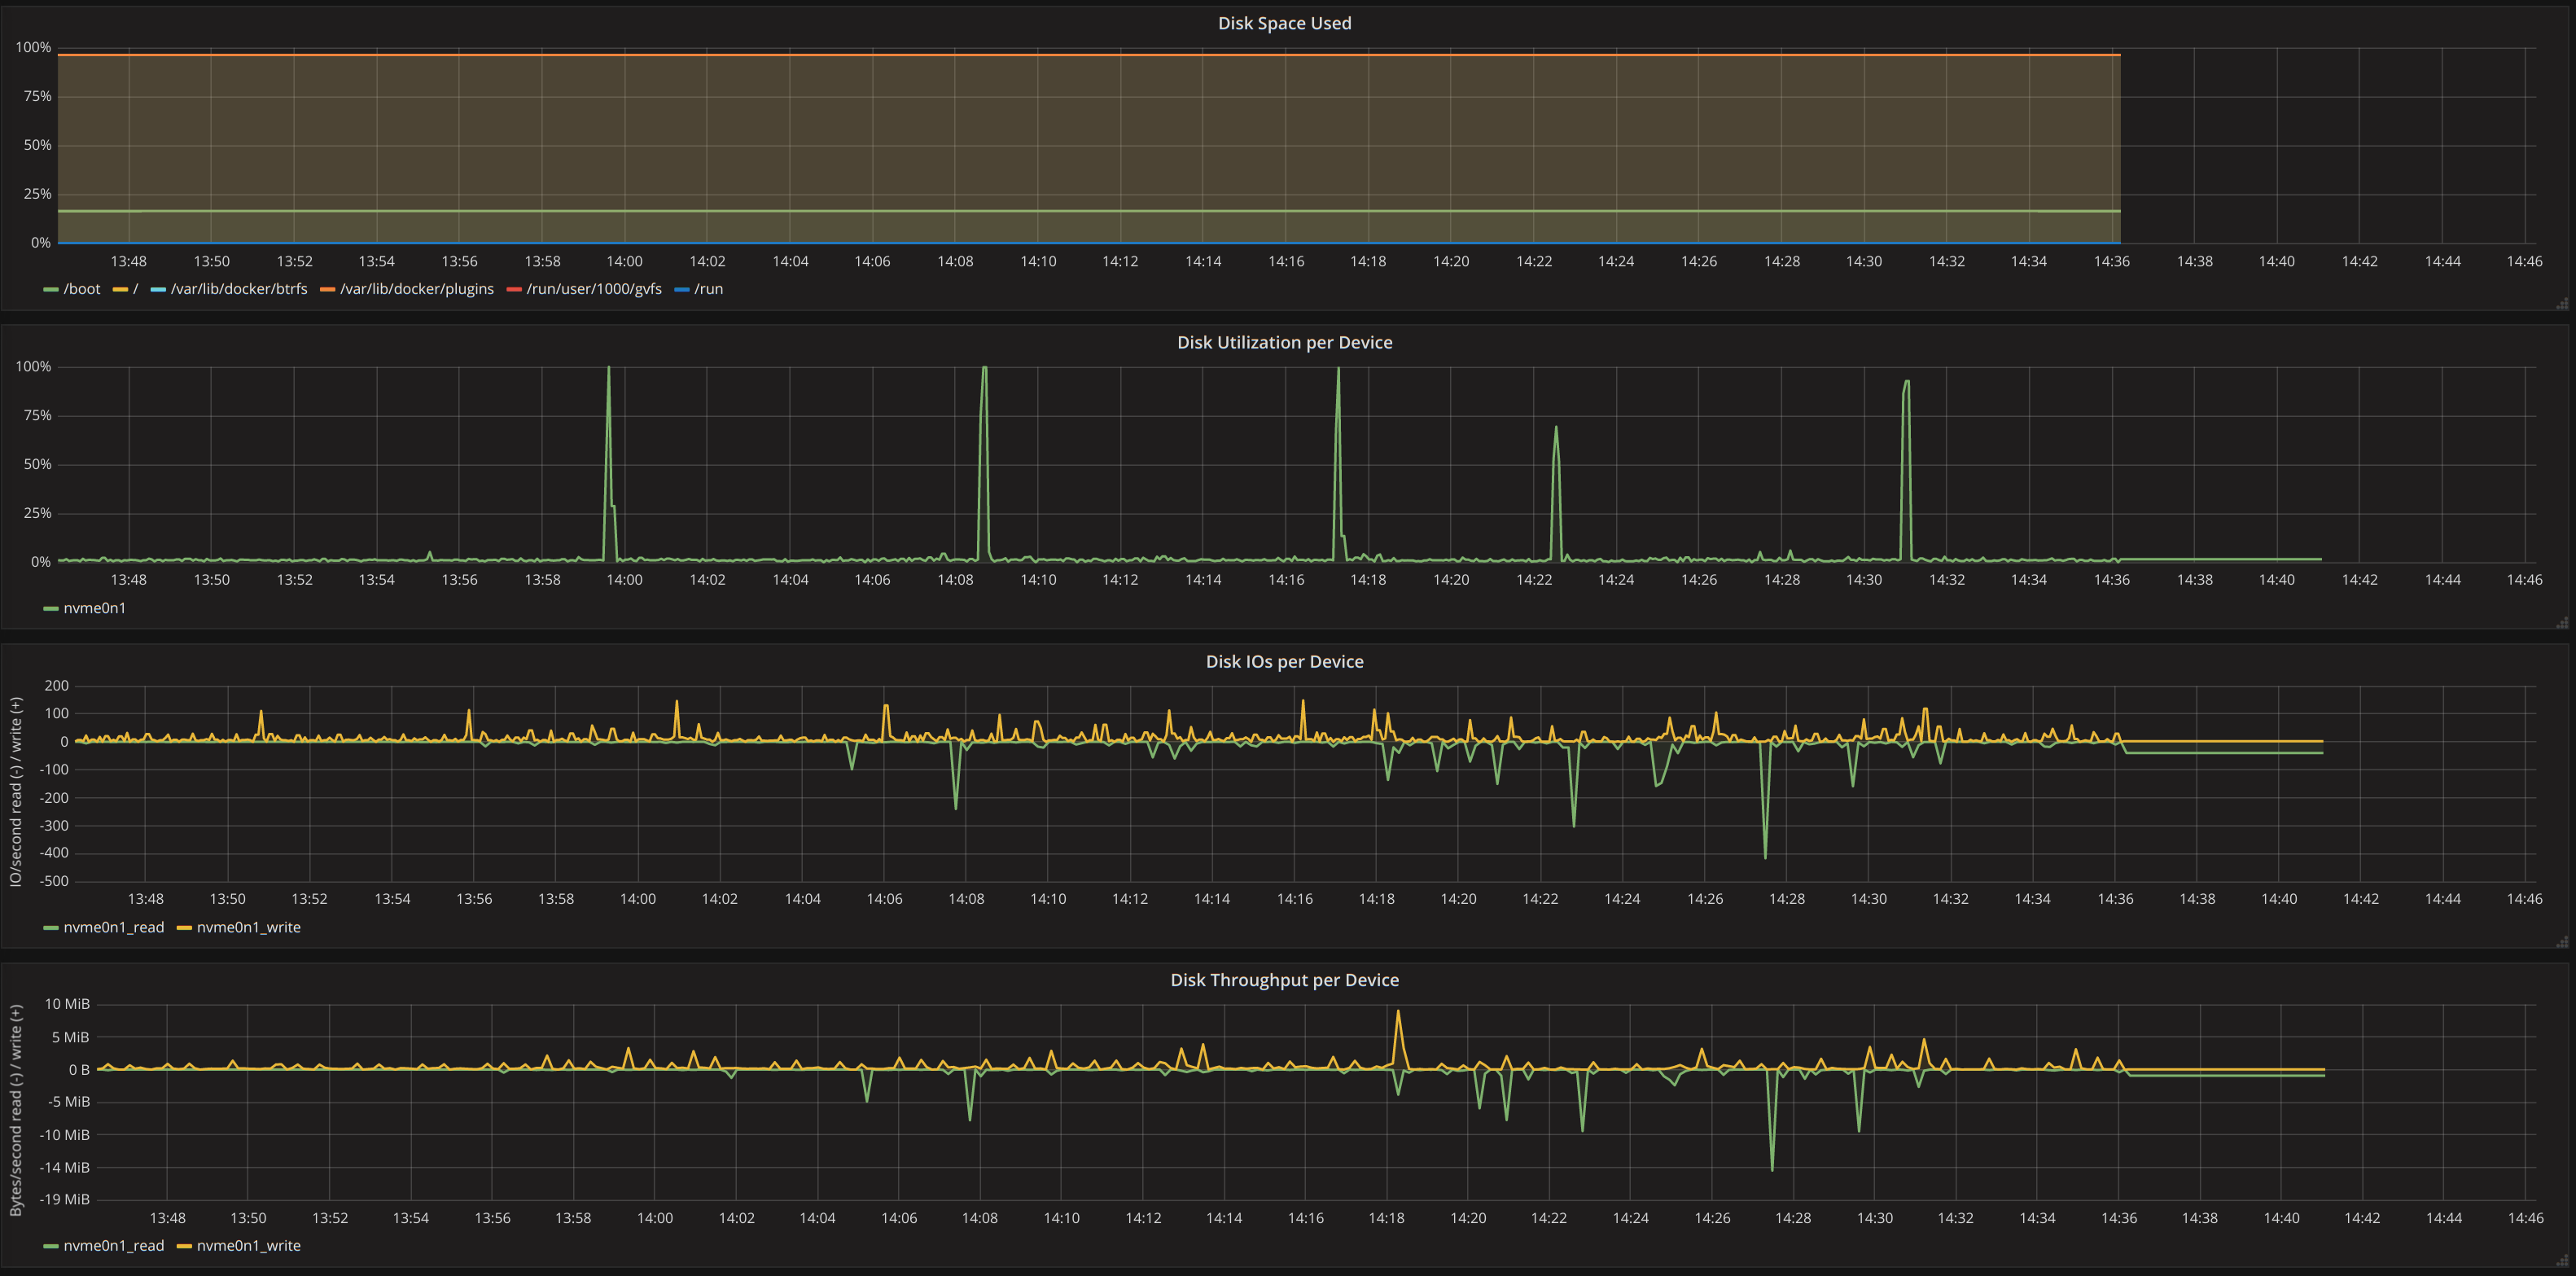 Disk Space Used
100%
75%
50%
25%
0%
13:48 13:50 13:52 13:54 13:56 13:58 14:00 14:02 14:04 14:06 14:08 14:10 14:12 14:14 14:16 14:18 14:20 14:22 14:24 14:26 14:28 14:30 14:32 14:34 14:36 14:38 14:40 14:42 14:44 14:46
/boot / /var/lib/docker/btrfs /var/lib/docker/plugins /run/user/1000/gvfs /run
Disk Utilization per Device
100%
75%
50%
25%
0%
13:48 13:50 13:52 13:54 13:56 13:58 14:00 14:02 14:04 14:06 14:08 14:10 14:12 14:14 14:16 14:18 14:20 14:22 14:24 14:26 14:28 14:30 14:32 14:34 14:36 14:38 14:40 14:42 14:44 14:46
nvme0n1
Disk IOs per Device
IO/second read (-) / write (+)
200
100
0
-100
-200
-300
-400
-500
13:48 13:50 13:52 13:54 13:56 13:58 14:00 14:02 14:04 14:06 14:08 14:10 14:12 14:14 14:16 14:18 14:20 14:22 14:24 14:26 14:28 14:30 14:32 14:34 14:36 14:38 14:40 14:42 14:44 14:46
nvme0n1_read nvme0n1_write
Disk Throughput per Device
Bytes/second read (-) / write (+)
10 MiB
5 MiB
0 B
-5 MiB
-10 MiB
-14 MiB
-19 MiB
13:48 13:50 13:52 13:54 13:56 13:58 14:00 14:02 14:04 14:06 14:08 14:10 14:12 14:14 14:16 14:18 14:20 14:22 14:24 14:26 14:28 14:30 14:32 14:34 14:36 14:38 14:40 14:42 14:44 14:46
nvme0n1_read nvme0n1_write